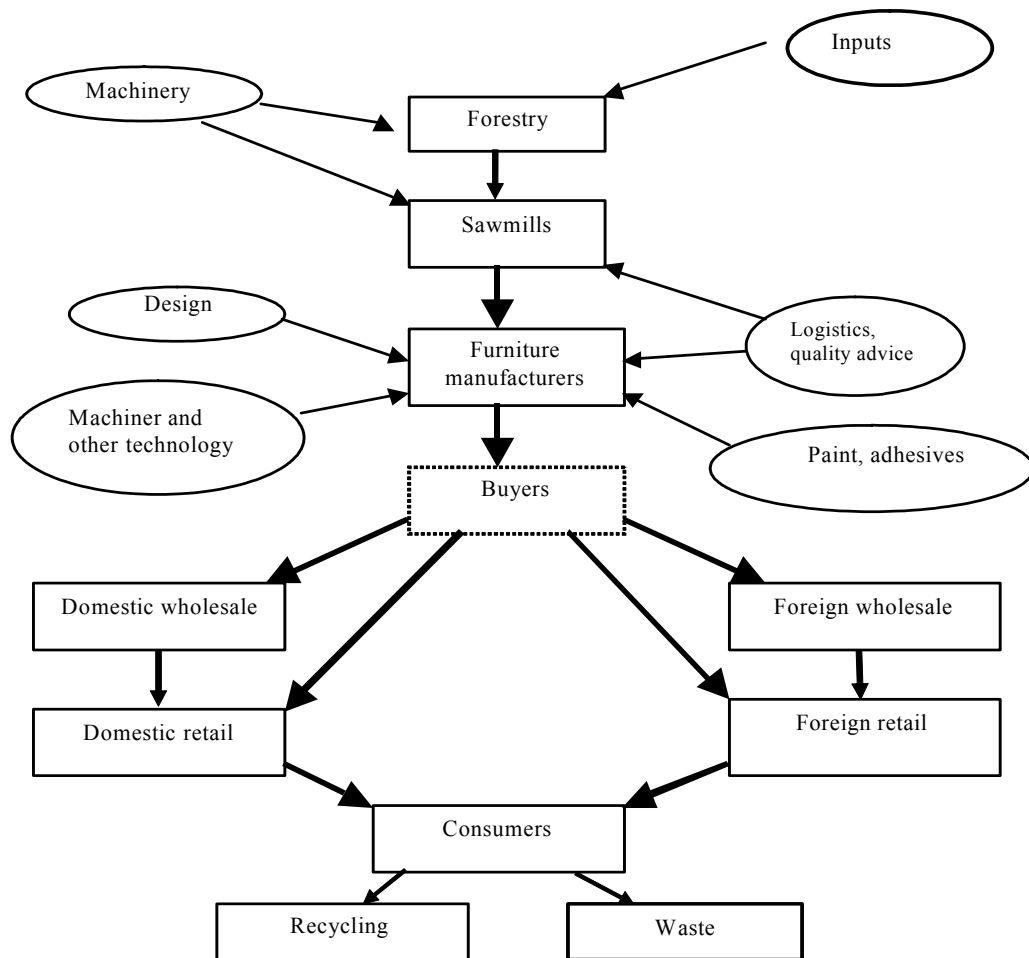 Inputs
Machinery
Forestry
Sawmills
Design
Logistics,
quality advice
Furniture
manufacturers
Machiner and
other technology
Paint, adhesives
Buyers
Domestic wholesale
Foreign wholesale
Domestic retail
Foreign retail
Consumers
Recycling
Waste